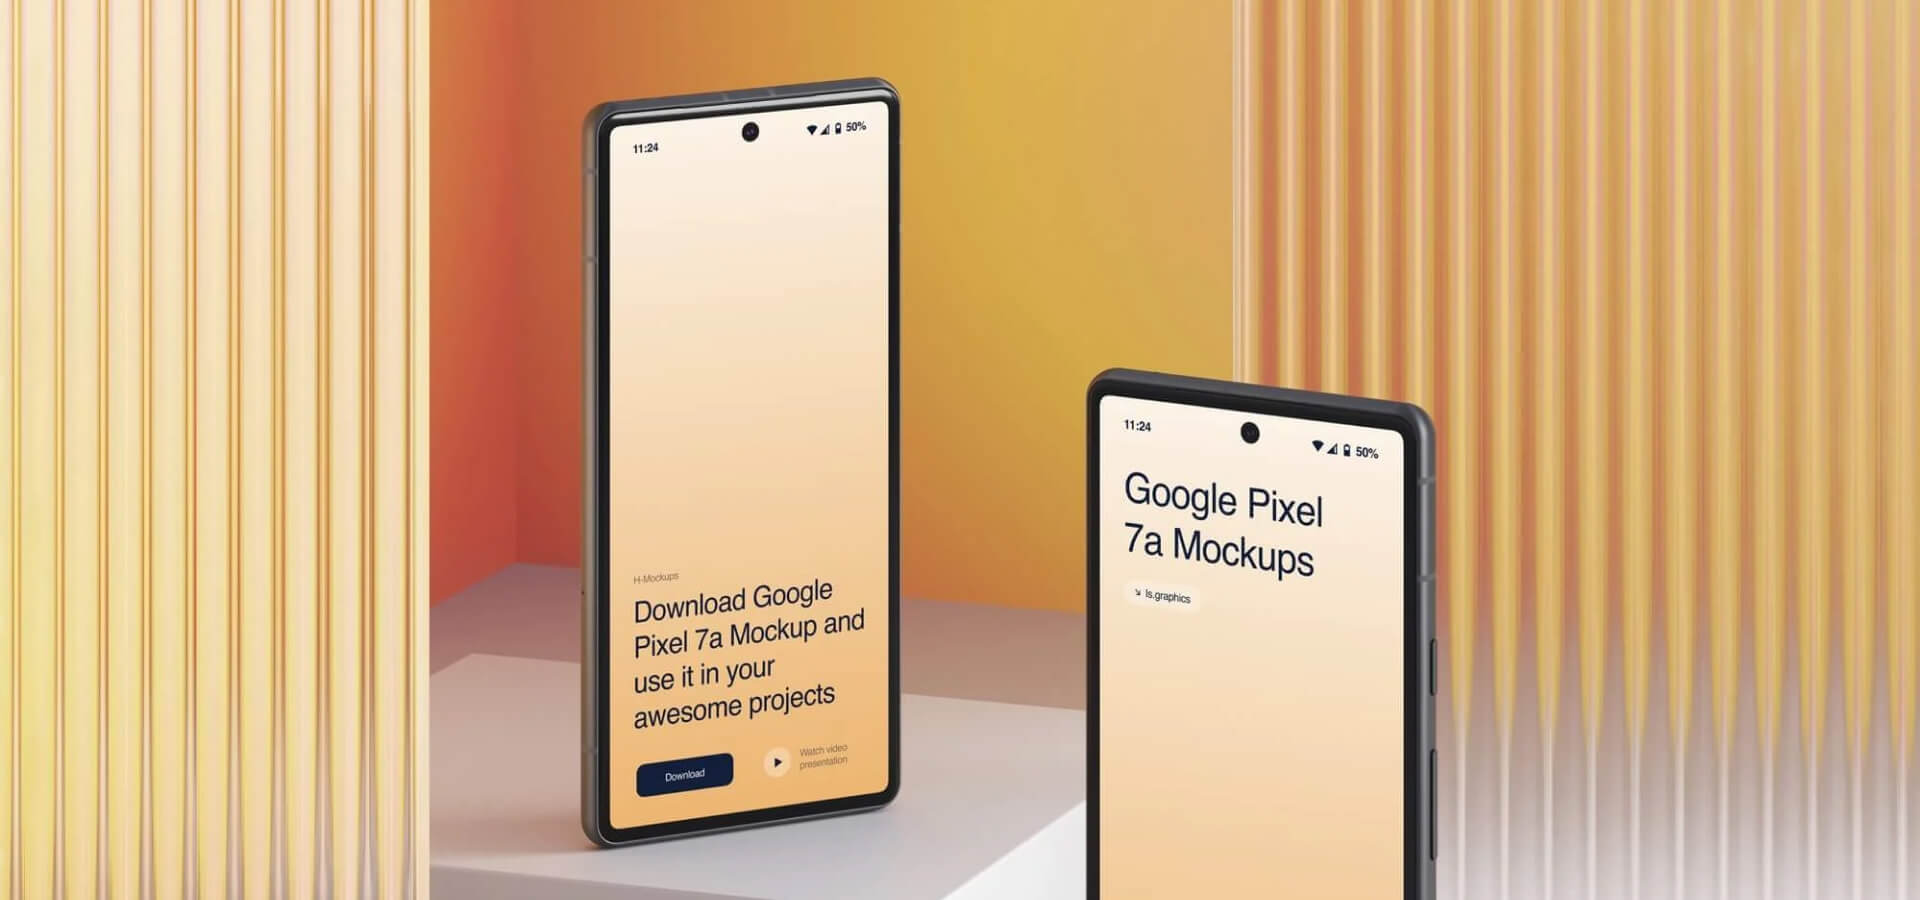 11:24
50%
H-Mockups
Download Google
Pixel 7a Mockup and
use it in your
awesome projects
Download
Watch video
presentation
11:24
50%
Google Pixel
7a Mockups
ls.graphics